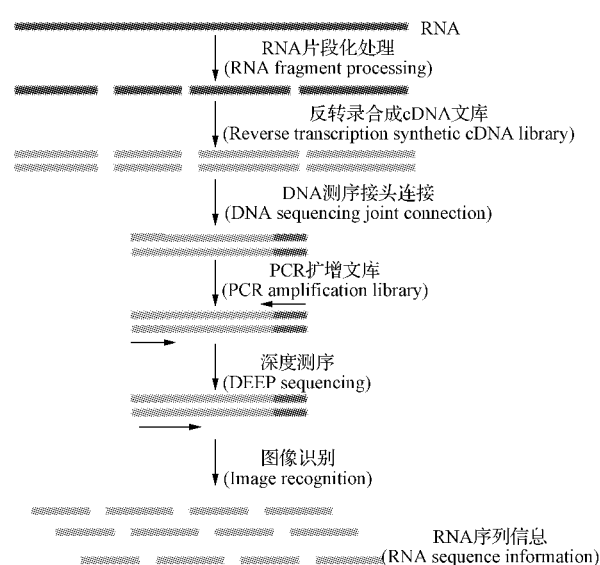 RNA
RNA片段化处理
(RNA fragment processing)
反转录合成cDNA文库
(Reverse transcription synthetic cDNA library)
DNA测序接头连接
(DNA sequencing joint connection)
PCR扩增文库
(PCR amplification library)
深度测序
(DEEP sequencing)
图像识别
(Image recognition)
RNA序列信息
(RNA sequence information)